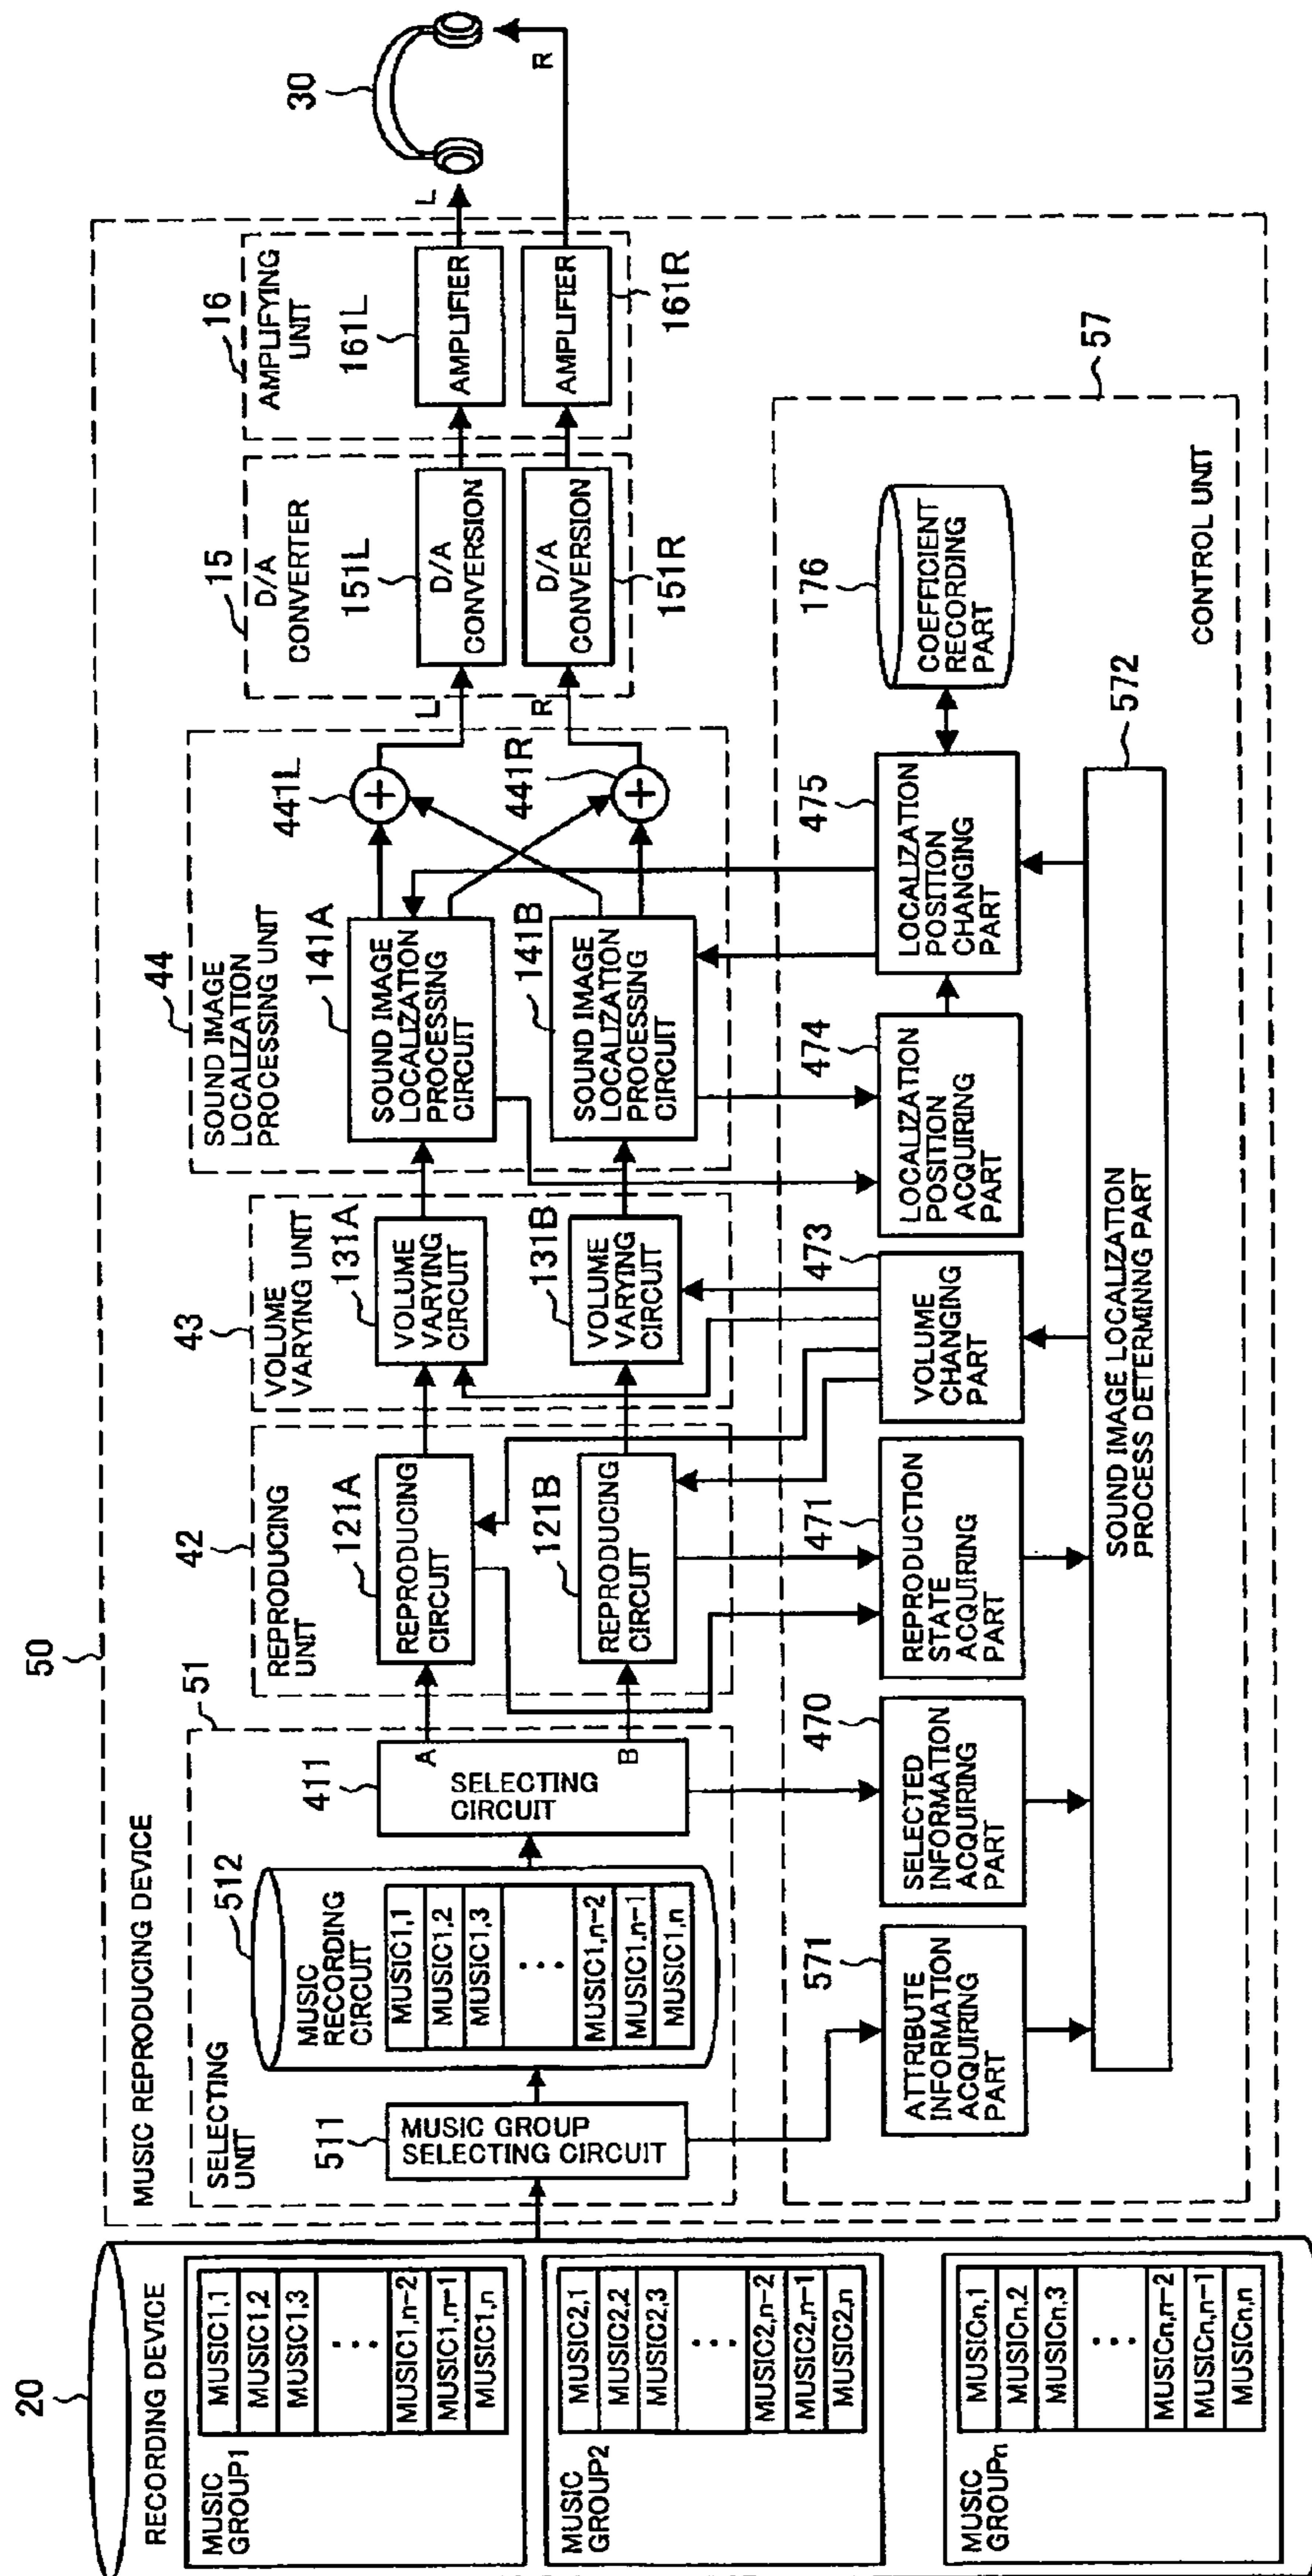 20
RECORDING DEVICE
MUSIC
GROUP1
MUSIC1,1
MUSIC1,2
MUSIC1,3
...
MUSIC1,n-2
MUSIC1,n-1
MUSIC1,n
MUSIC
GROUP2
MUSIC2,1
MUSIC2,2
MUSIC2,3
...
MUSIC2,n-2
MUSIC2,n-1
MUSIC2,n
MUSIC
GROUPn
MUSICn,1
MUSICn,2
MUSICn,3
...
MUSICn,n-2
MUSICn,n-1
MUSICn,n
50
MUSIC REPRODUCING DEVICE
51
SELECTING
UNIT
511
MUSIC GROUP
SELECTING CIRCUIT
512
MUSIC
RECORDING
CIRCUIT
MUSIC1,1
MUSIC1,2
MUSIC1,3
...
MUSIC1,n-2
MUSIC1,n-1
MUSIC1,n
411
SELECTING
CIRCUIT
A
B
42
REPRODUCING
UNIT
121A
REPRODUCING
CIRCUIT
121B
REPRODUCING
CIRCUIT
43
VOLUME
VARYING UNIT
131A
VOLUME
VARYING
CIRCUIT
131B
VOLUME
VARYING
CIRCUIT
44
SOUND IMAGE
LOCALIZATION
PROCESSING UNIT
141A
SOUND IMAGE
LOCALIZATION
PROCESSING
CIRCUIT
141B
SOUND IMAGE
LOCALIZATION
PROCESSING
CIRCUIT
441L
+
441R
+
L
R
15
D/A
CONVERTER
151L
D/A
CONVERSION
D/A
CONVERSION
151R
16
AMPLIFYING
UNIT
161L
AMPLIFIER
AMPLIFIER
161R
L
R
30
571
ATTRIBUTE
INFORMATION
ACQUIRING
PART
470
SELECTED
INFORMATION
ACQUIRING
PART
471
REPRODUCTION
STATE
ACQUIRING
PART
473
VOLUME
CHANGING
PART
474
LOCALIZATION
POSITION
ACQUIRING
PART
475
LOCALIZATION
POSITION
CHANGING
PART
176
COEFFICIENT
RECORDING
PART
57
572
SOUND IMAGE LOCALIZATION
PROCESS DETERMINING PART
CONTROL UNIT